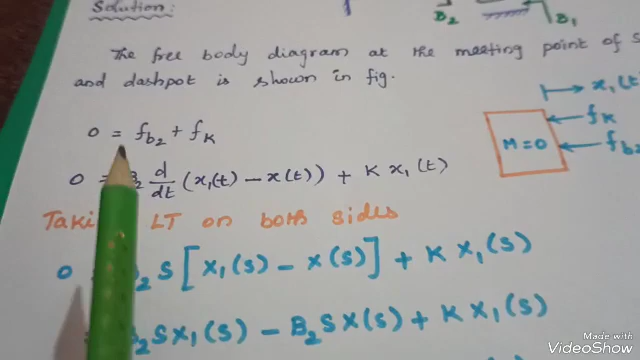 Solution:
B2
B1
The free body diagram at the meeting point of
and dashpot is shown in fig.
x1(t)
fK
M=0
fb2
0 = fb2 + fK
0 = B2 d/dt (x1(t) - x(t)) + K x1(t)
Taking LT on both sides
0 B2 S [X1(S) - X(S)] + K X1(S)
= B2 S X1(S) - B2 S X(S) + K X1(S)
Made with
VideoShow